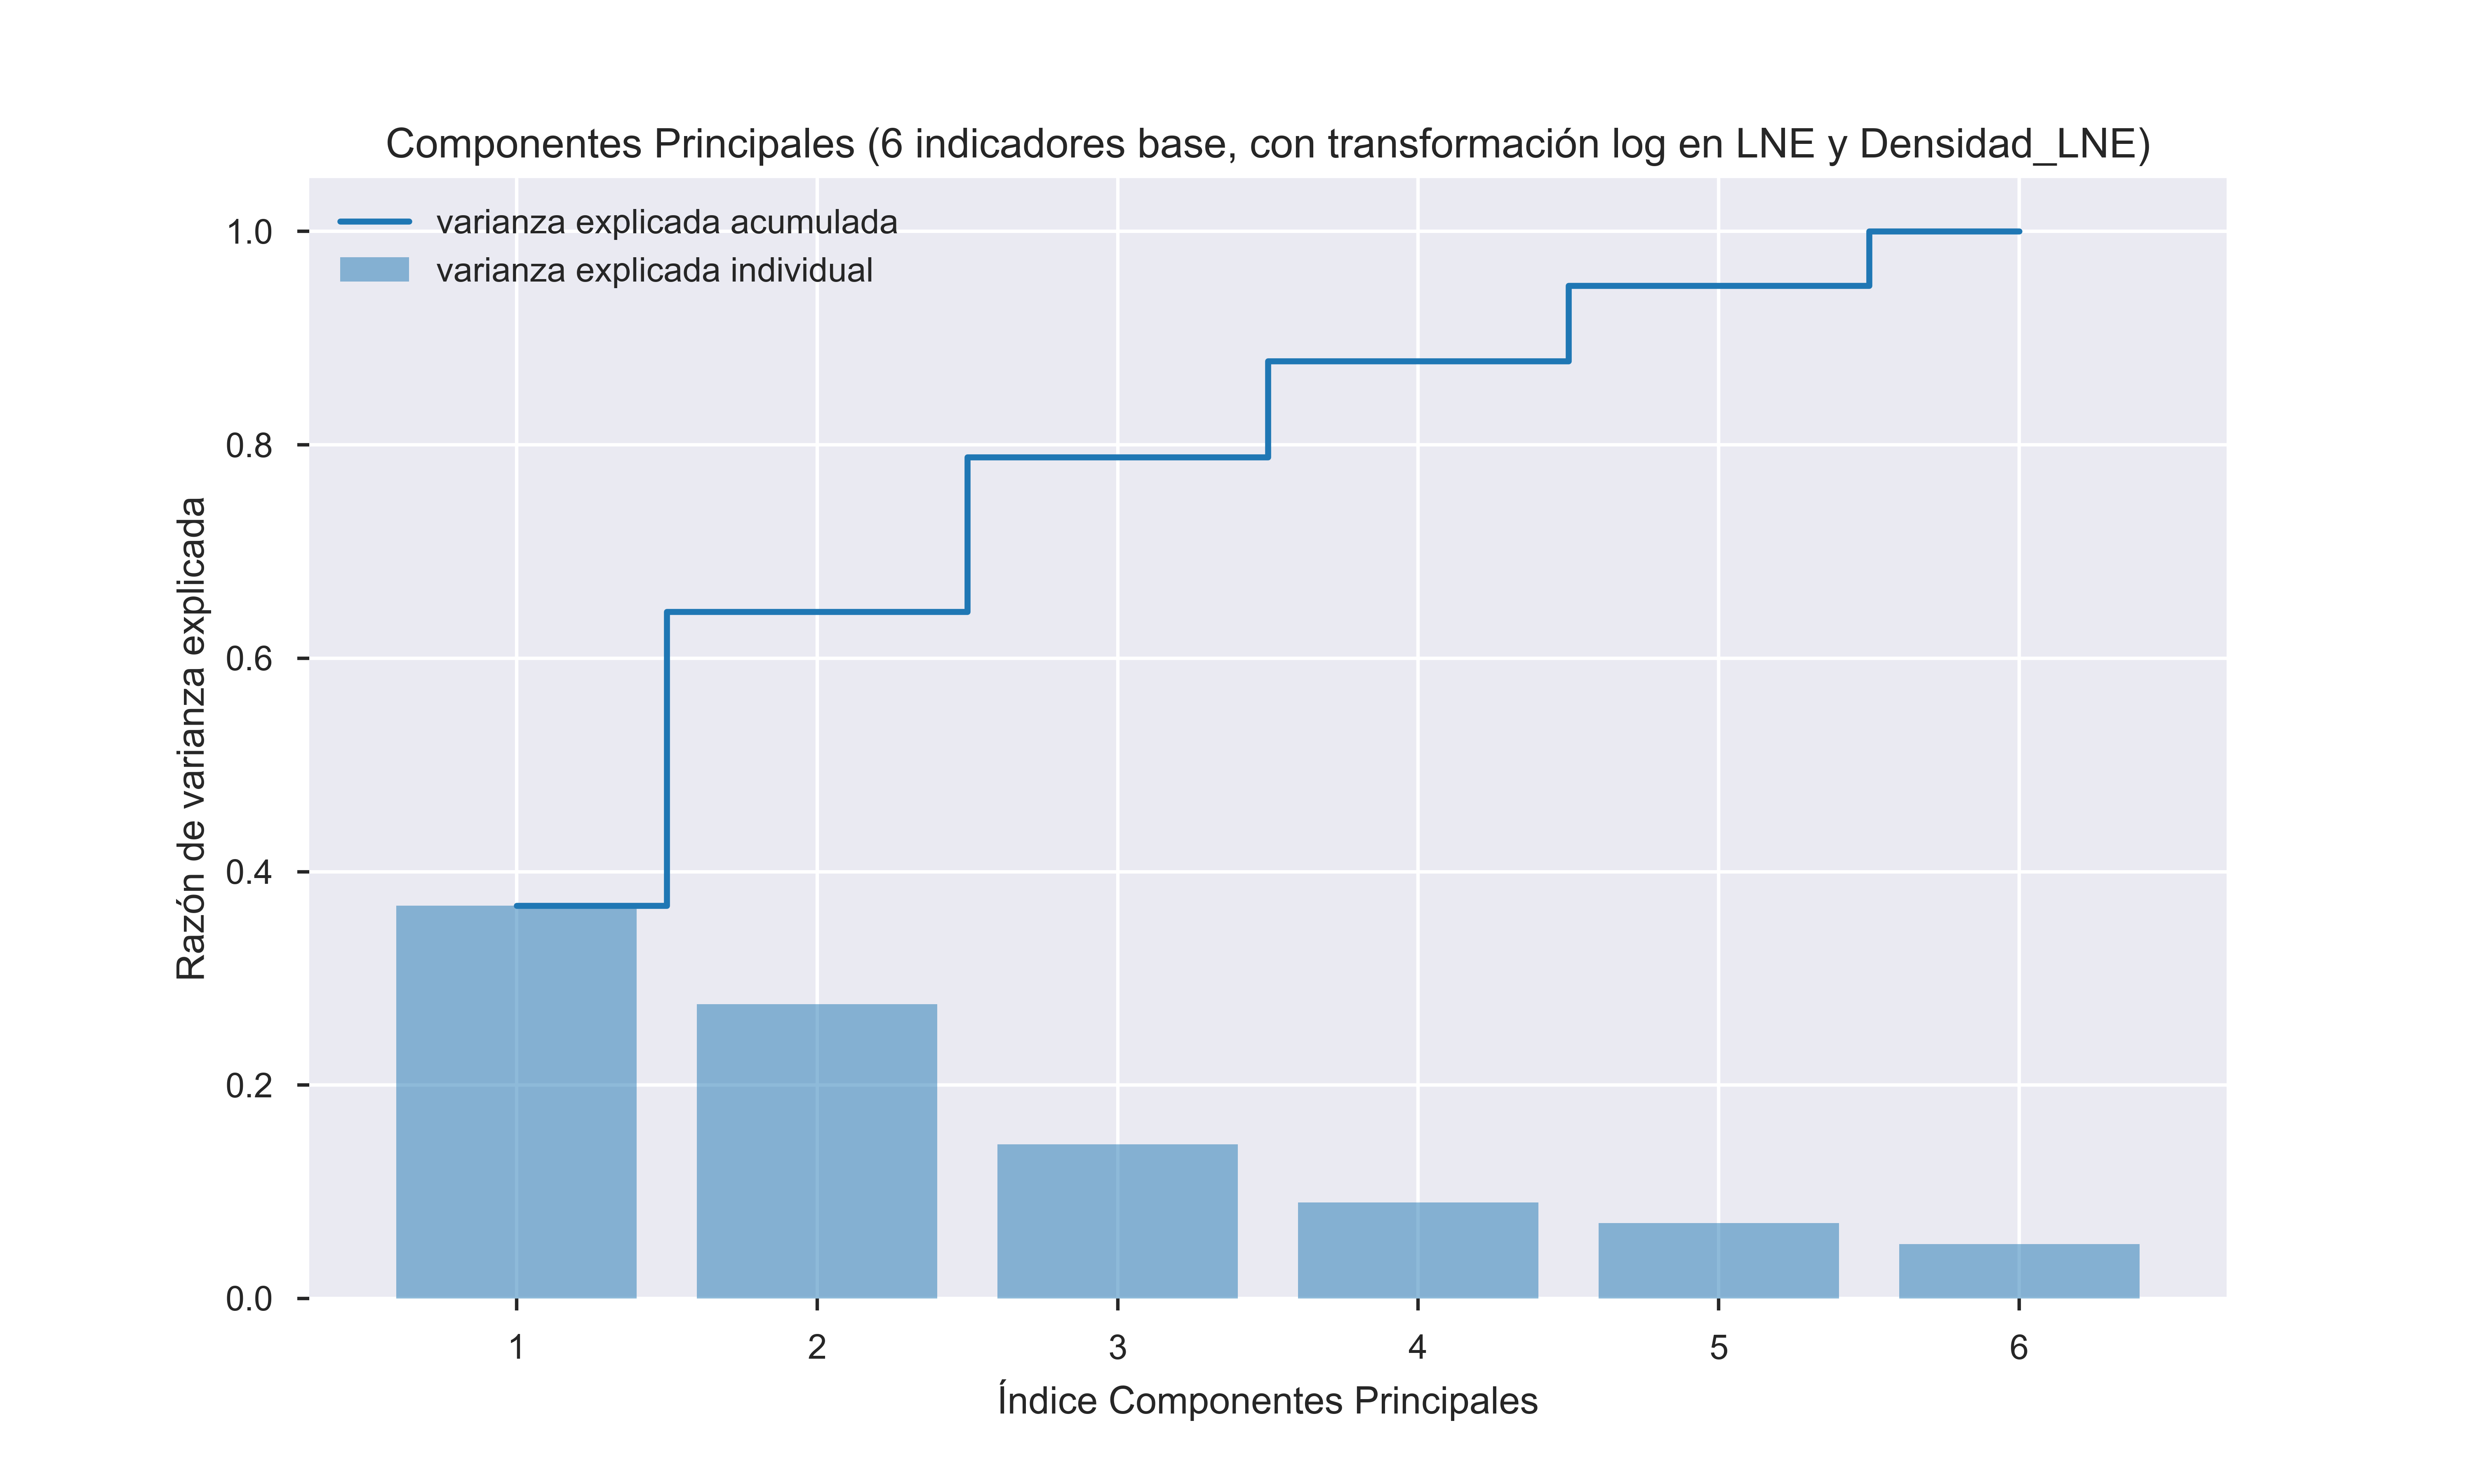 Componentes Principales (6 indicadores base, con transformación log en LNE y Densidad_LNE)
varianza explicada acumulada
varianza explicada individual
Razón de varianza explicada
1.0
0.8
0.6
0.4
0.2
0.0
1 2 3 4 5 6
Índice Componentes Principales